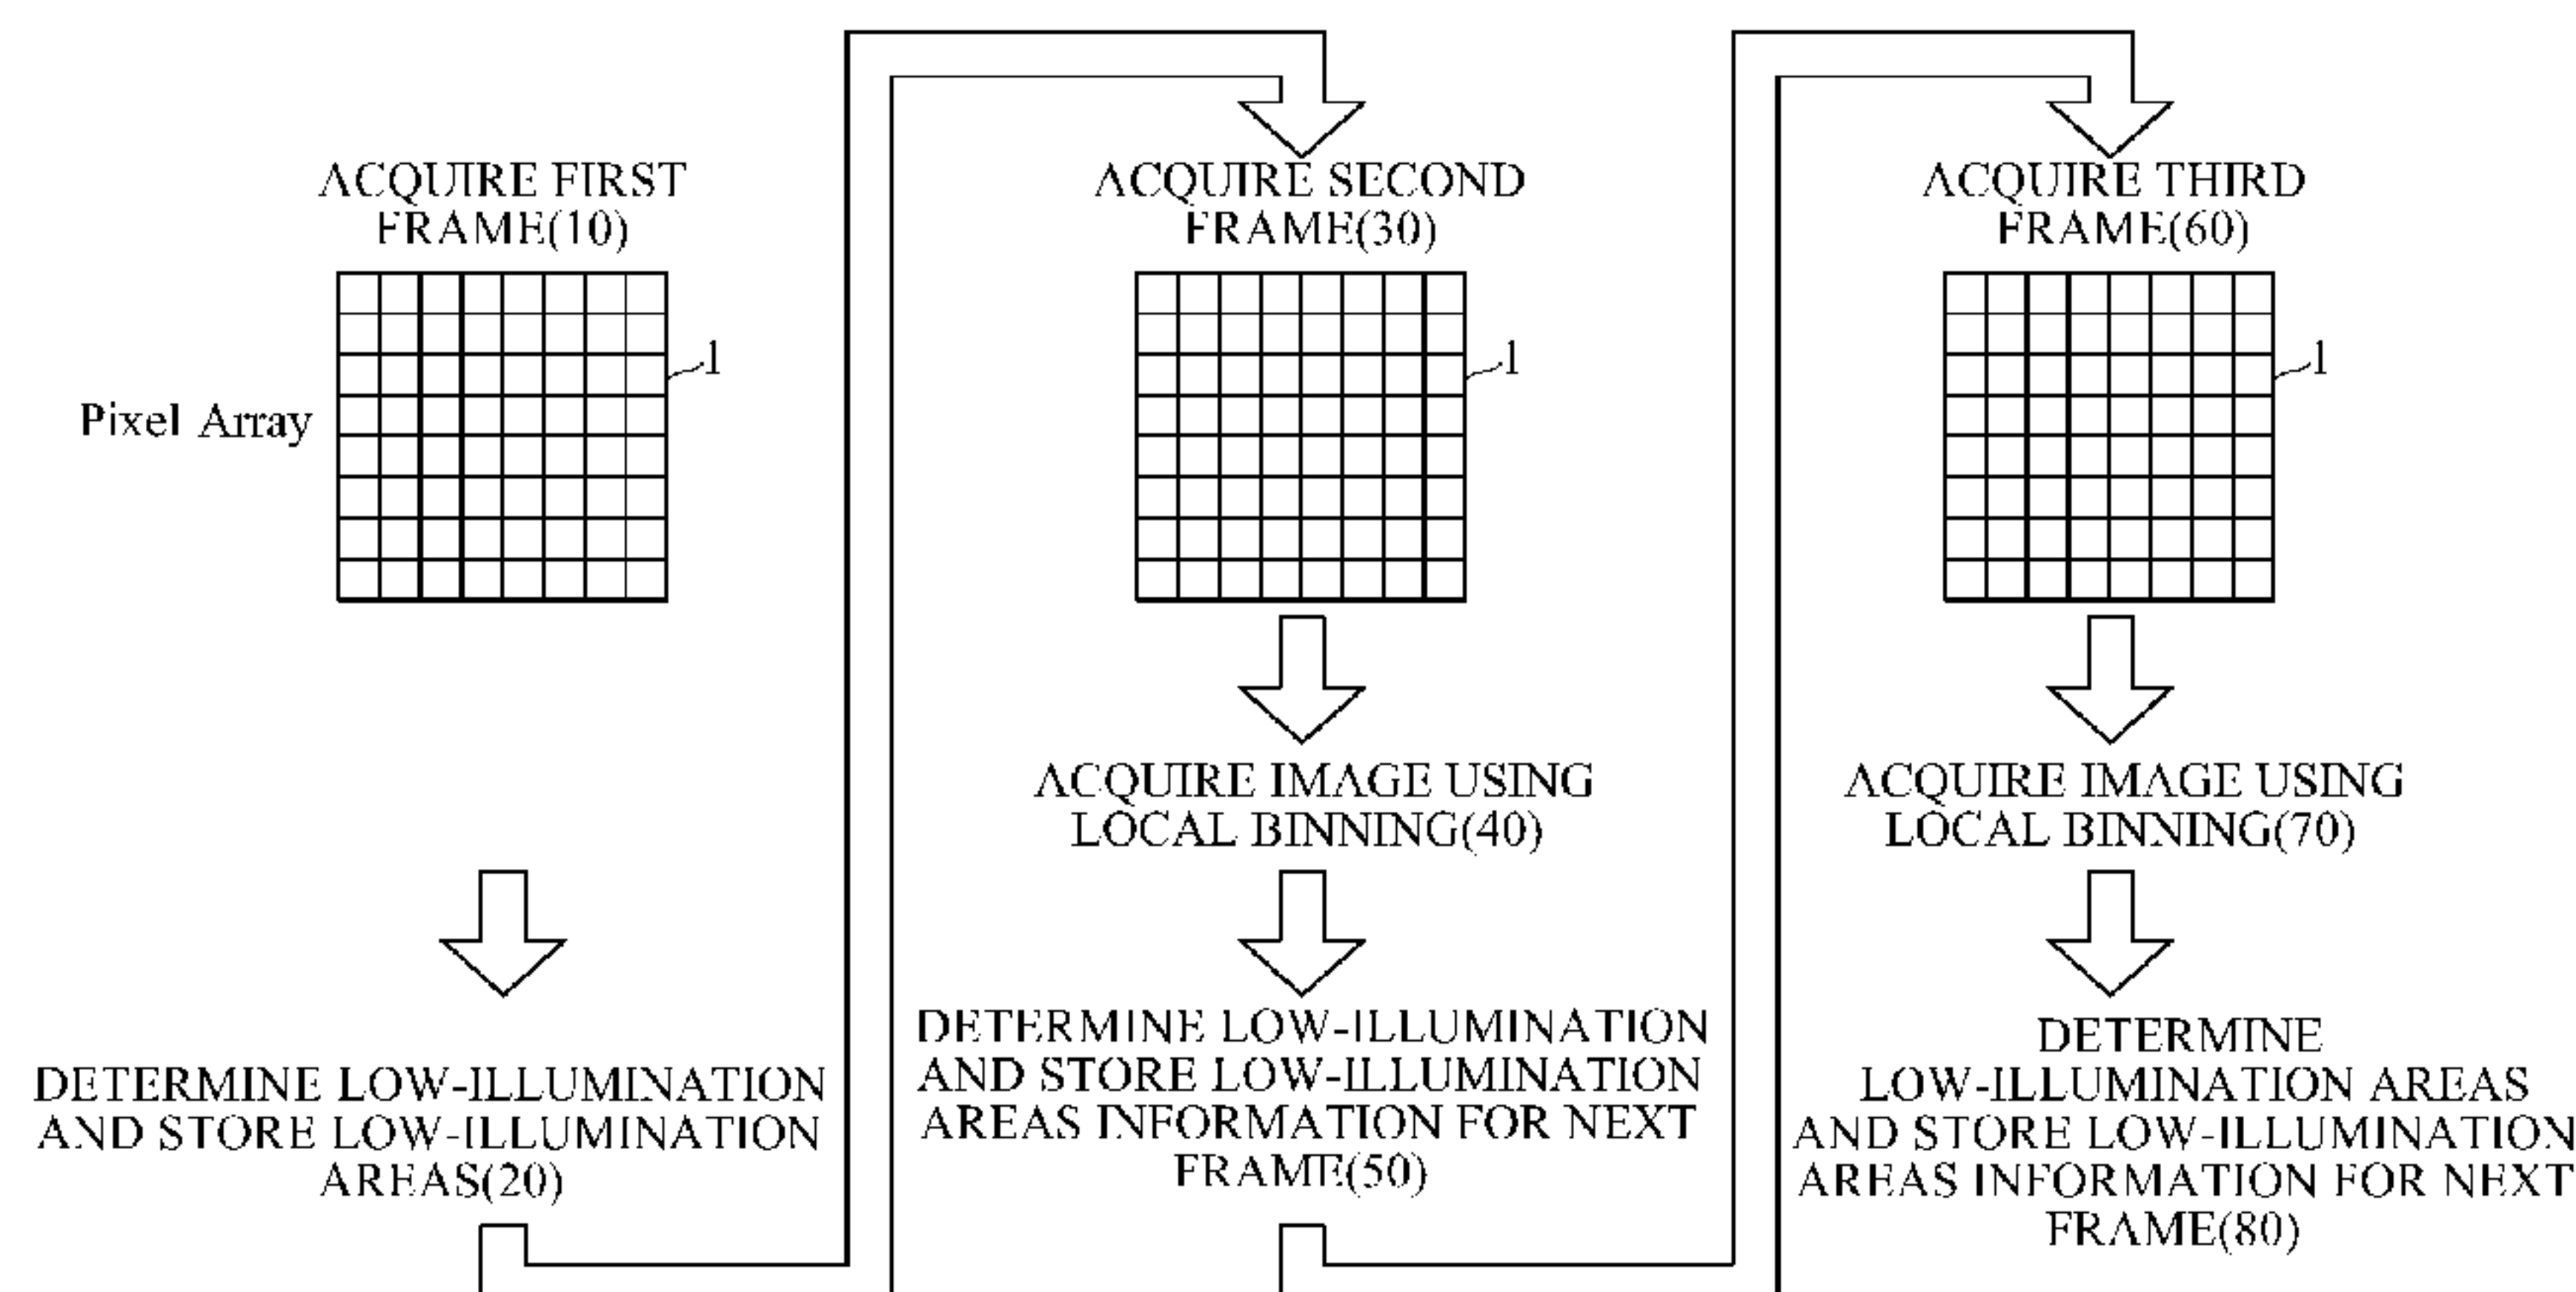 ACQUIRE FIRST
FRAME(10)
1
Pixel Array
DETERMINE LOW-ILLUMINATION
AND STORE LOW-ILLUMINATION
AREAS(20)
ACQUIRE SECOND
FRAME(30)
1
ACQUIRE IMAGE USING
LOCAL BINNING(40)
DETERMINE LOW-ILLUMINATION
AND STORE LOW-ILLUMINATION
AREAS INFORMATION FOR NEXT
FRAME(50)
ACQUIRE THIRD
FRAME(60)
1
ACQUIRE IMAGE USING
LOCAL BINNING(70)
DETERMINE
LOW-ILLUMINATION AREAS
AND STORE LOW-ILLUMINATION
AREAS INFORMATION FOR NEXT
FRAME(80)